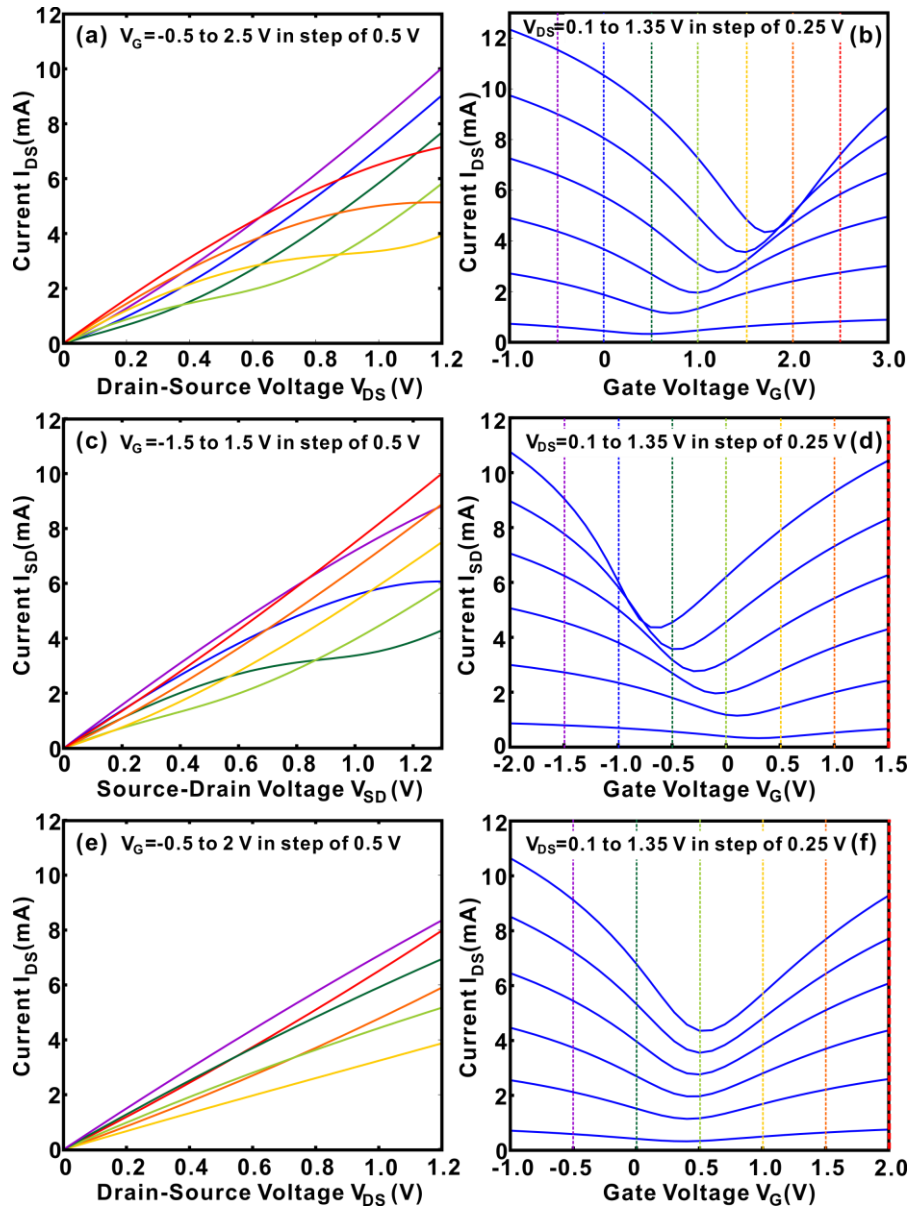 (a) V_G=-0.5 to 2.5 V in step of 0.5 V
12
10
8
6
4
2
0
Current I_DS(mA)
0 0.2 0.4 0.6 0.8 1.0 1.2
Drain-Source Voltage V_DS (V)
V_DS=0.1 to 1.35 V in step of 0.25 V (b)
12
10
8
6
4
2
0
Current I_DS(mA)
-1.0 0 0.5 1.0 1.5 2.0 3.0
Gate Voltage V_G(V)
(c) V_G=-1.5 to 1.5 V in step of 0.5 V
12
10
8
6
4
2
0
Current I_SD(mA)
0 0.2 0.4 0.6 0.8 1.0 1.2
Source-Drain Voltage V_SD (V)
V_DS=0.1 to 1.35 V in step of 0.25 V (d)
12
10
8
6
4
2
0
Current I_SD(mA)
-2.0 -1.5 -1.0 -0.5 0 0.5 1.0 1.5
Gate Voltage V_G(V)
(e) V_G=-0.5 to 2 V in step of 0.5 V
12
10
8
6
4
2
0
Current I_DS(mA)
0 0.2 0.4 0.6 0.8 1.0 1.2
Drain-Source Voltage V_DS (V)
V_DS=0.1 to 1.35 V in step of 0.25 V (f)
12
10
8
6
4
2
0
Current I_DS(mA)
-1.0 -0.5 0 0.5 1.0 1.5 2.0
Gate Voltage V_G(V)